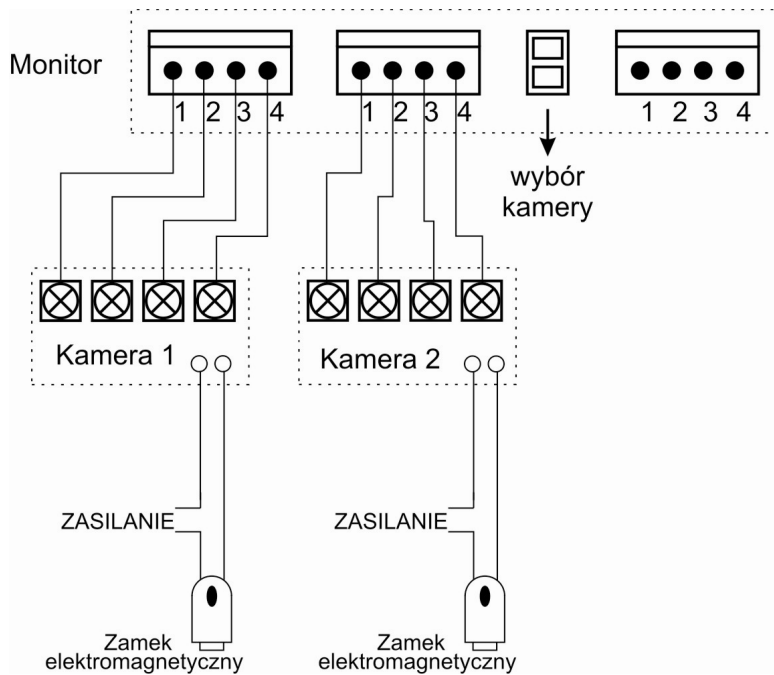 Monitor
1 2 3 4
1 2 3 4
1 2 3 4
wybór
kamery
Kamera 1
Kamera 2
ZASILANIE
ZASILANIE
Zamek
elektromagnetyczny
Zamek
elektromagnetyczny